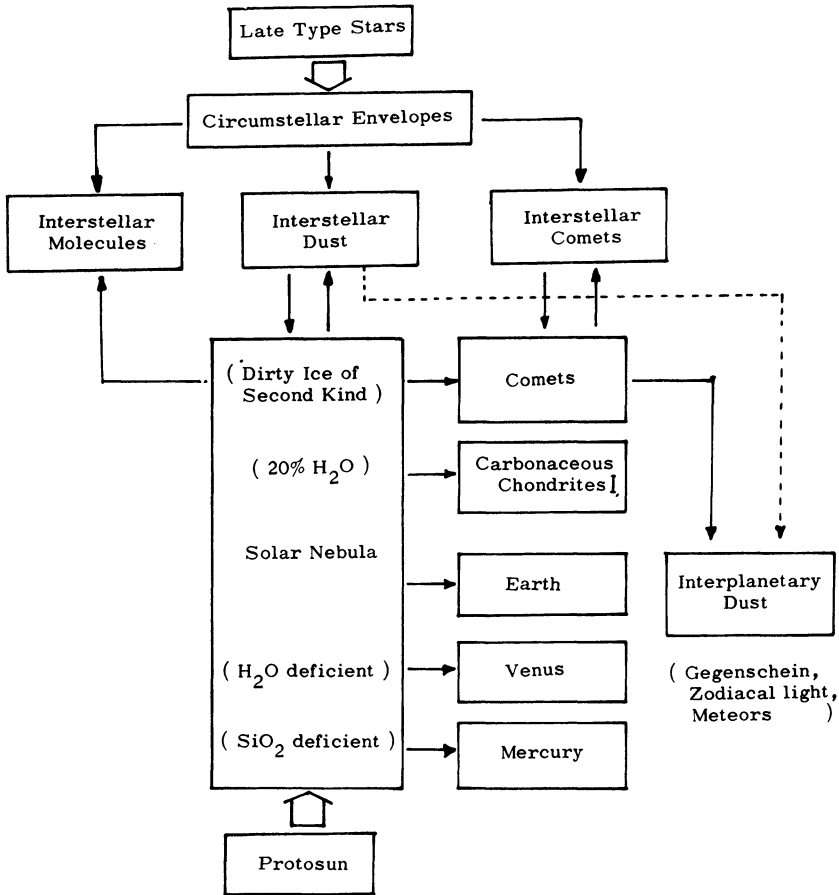 Late Type Stars
Circumstellar Envelopes
Interstellar
Molecules
Interstellar
Dust
Interstellar
Comets
( Dirty Ice of
Second Kind )
Comets
( 20% H₂O )
Carbonaceous
Chondrites I
Solar Nebula
Earth
Interplanetary
Dust
( H₂O deficient )
Venus
( Gegenschein,
Zodiacal light,
Meteors )
( SiO₂ deficient )
Mercury
Protosun